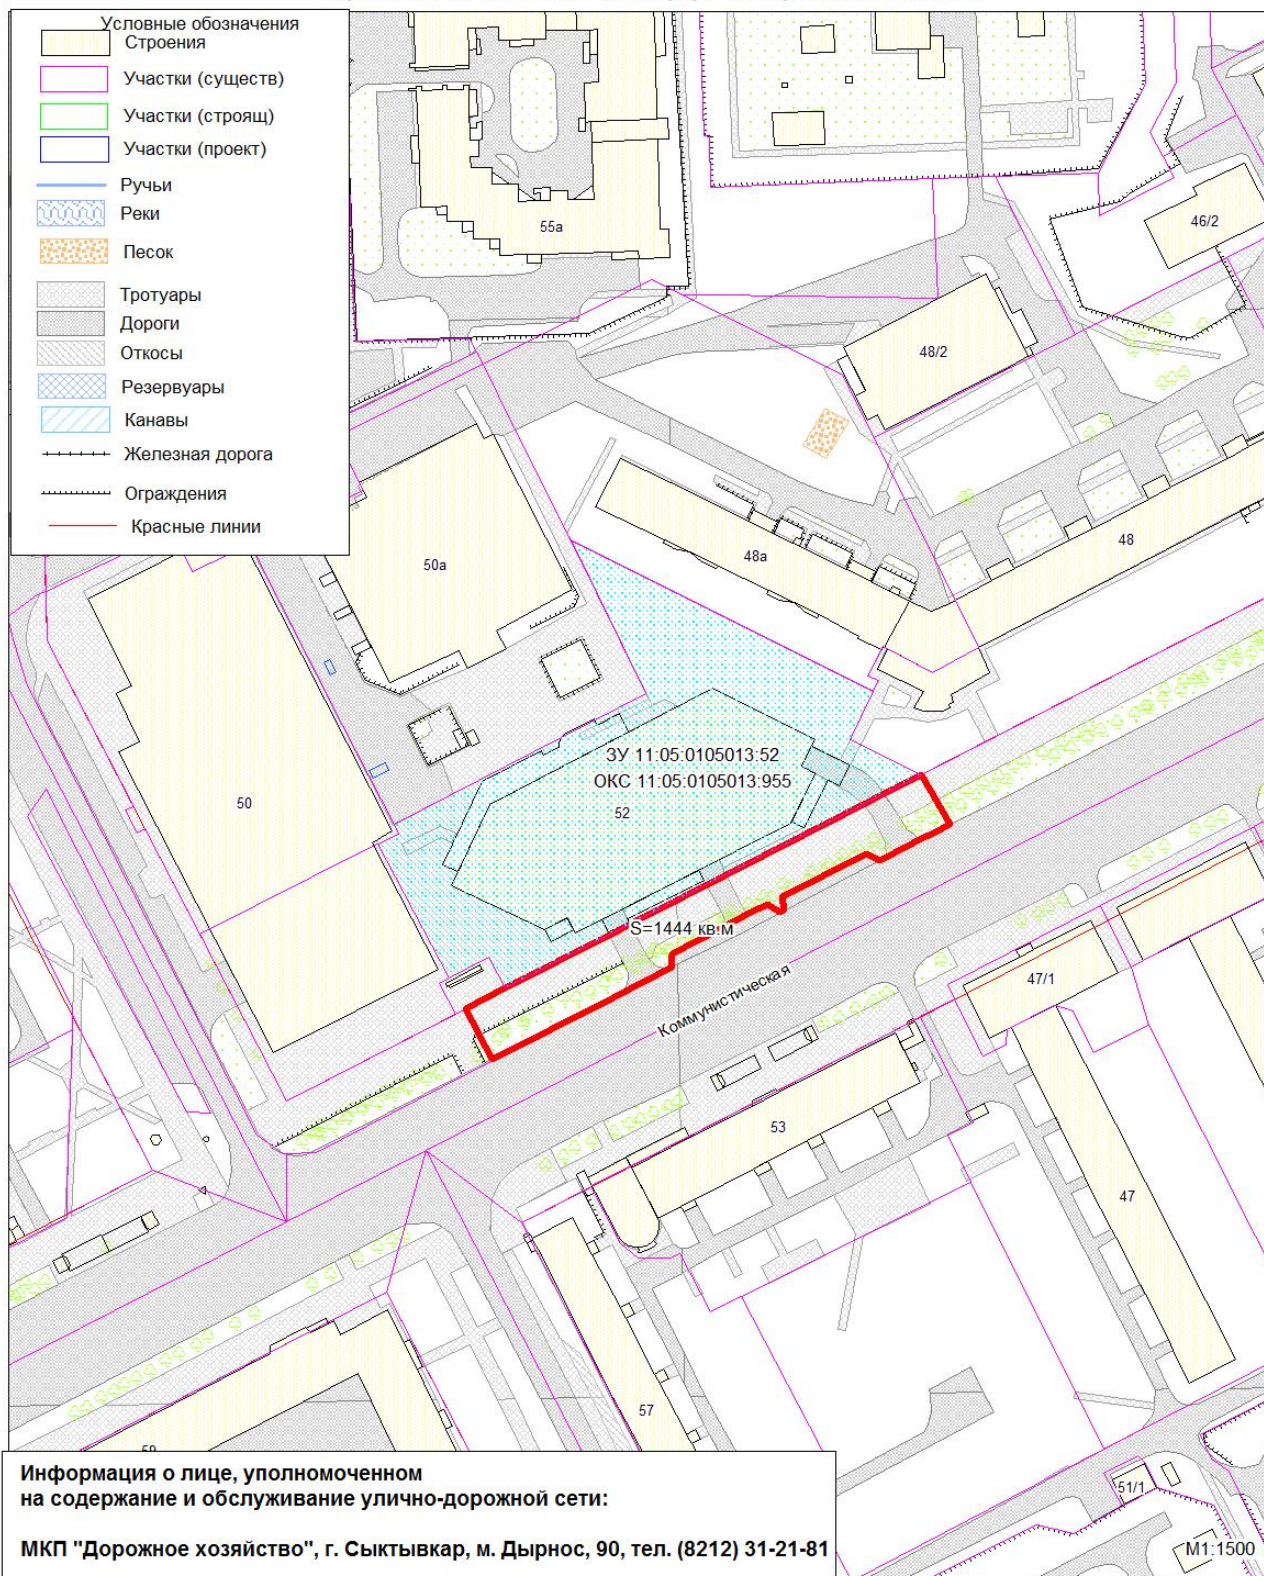 Условные обозначения
Строения
Участки (существ)
Участки (строящ)
Участки (проект)
Ручьи
Реки
Песок
Тротуары
Дороги
Откосы
Резервуары
Канавы
Железная дорога
Ограждения
Красные линии
55а
46/2
48/2
48
48а
50а
ЗУ 11:05:0105013:52
ОКС 11:05:0105013:955
52
50
S=1444 кв.м
Коммунистическая
47/1
53
47
57
51/1
Информация о лице, уполномоченном
на содержание и обслуживание улично-дорожной сети:
МКП "Дорожное хозяйство", г. Сыктывкар, м. Дырнос, 90, тел. (8212) 31-21-81
М1:1500